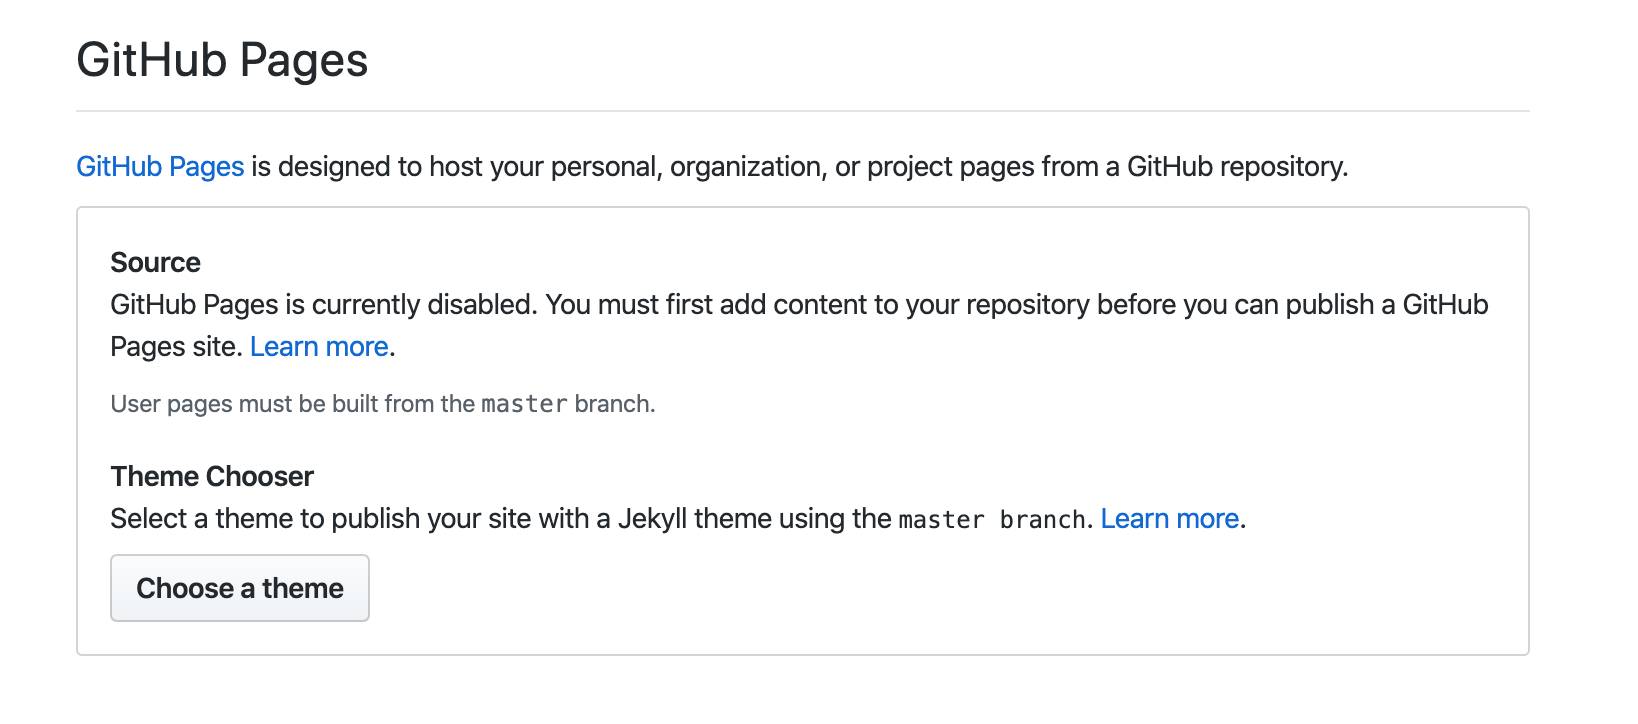 GitHub Pages
GitHub Pages is designed to host your personal, organization, or project pages from a GitHub repository.
Source
GitHub Pages is currently disabled. You must first add content to your repository before you can publish a GitHub
Pages site. Learn more.
User pages must be built from the master branch.
Theme Chooser
Select a theme to publish your site with a Jekyll theme using the master branch. Learn more.
Choose a theme